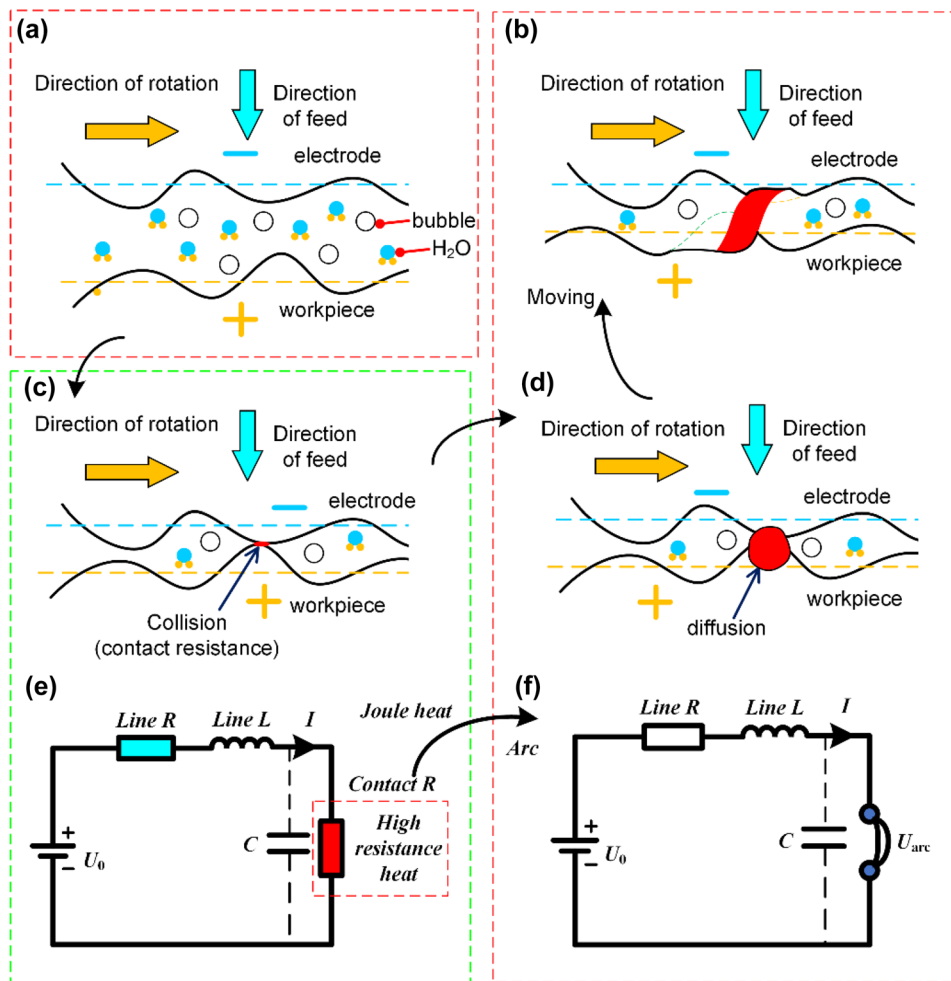 (a)
Direction of rotation
Direction
of feed
electrode
bubble
H₂O
workpiece
(b)
Direction of rotation
Direction
of feed
electrode
workpiece
Moving
(c)
Direction of rotation
Direction
of feed
electrode
workpiece
Collision
(contact resistance)
(d)
Direction of rotation
Direction
of feed
electrode
workpiece
diffusion
(e)
Line R
Line L
I
Joule heat
Arc
Contact R
High
resistance
heat
C
+
U₀
−
(f)
Line R
Line L
I
C
+
U₀
−
Uarc